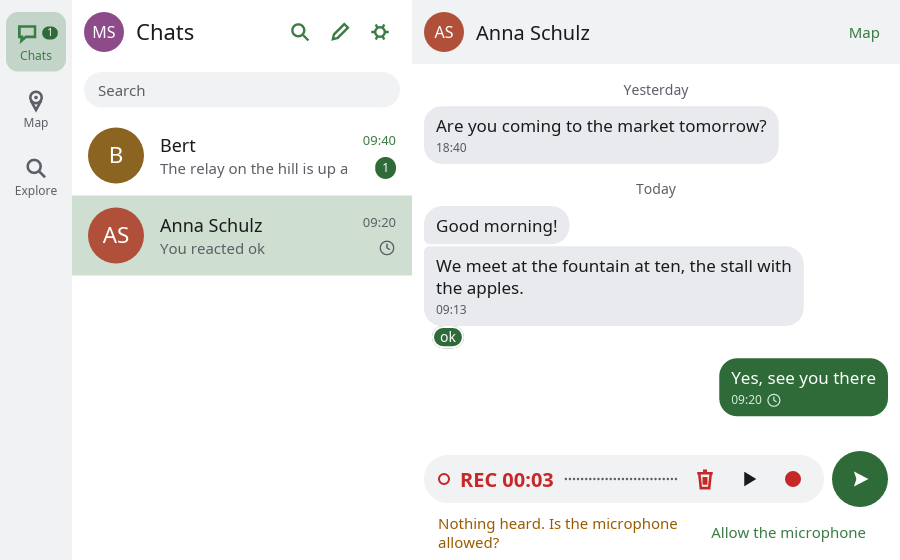 1
Chats
Map
Explore
MS
Chats
Search
B
Bert
09:40
The relay on the hill is up a
1
AS
Anna Schulz
09:20
You reacted ok
AS
Anna Schulz
Map
Yesterday
Are you coming to the market tomorrow?
18:40
Today
Good morning!
We meet at the fountain at ten, the stall with
the apples.
09:13
ok
Yes, see you there
09:20
REC 00:03
Nothing heard. Is the microphone
allowed?
Allow the microphone